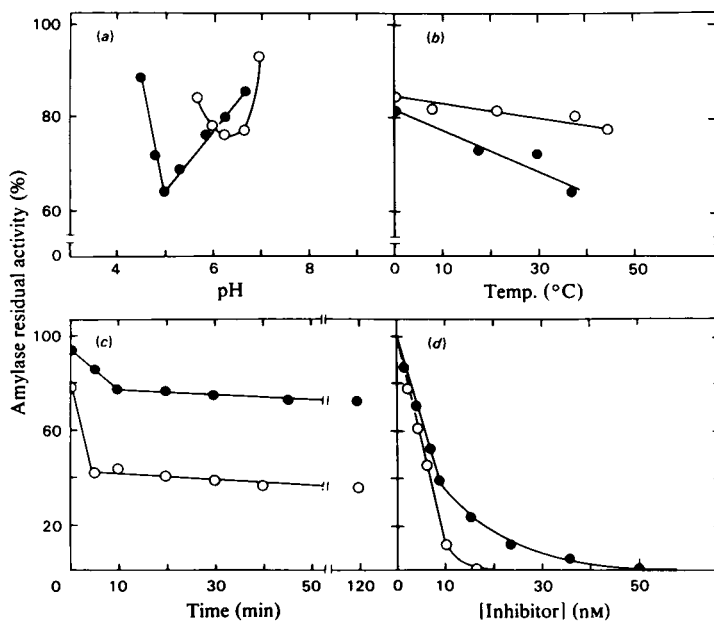 Amylase residual activity (%)
(a)
100
80
60
0
4 6 8
pH
(b)
0 10 30 50
Temp. (°C)
(c)
100
60
20
0 10 30 50 120
Time (min)
(d)
0 10 30 50
[Inhibitor] (nM)